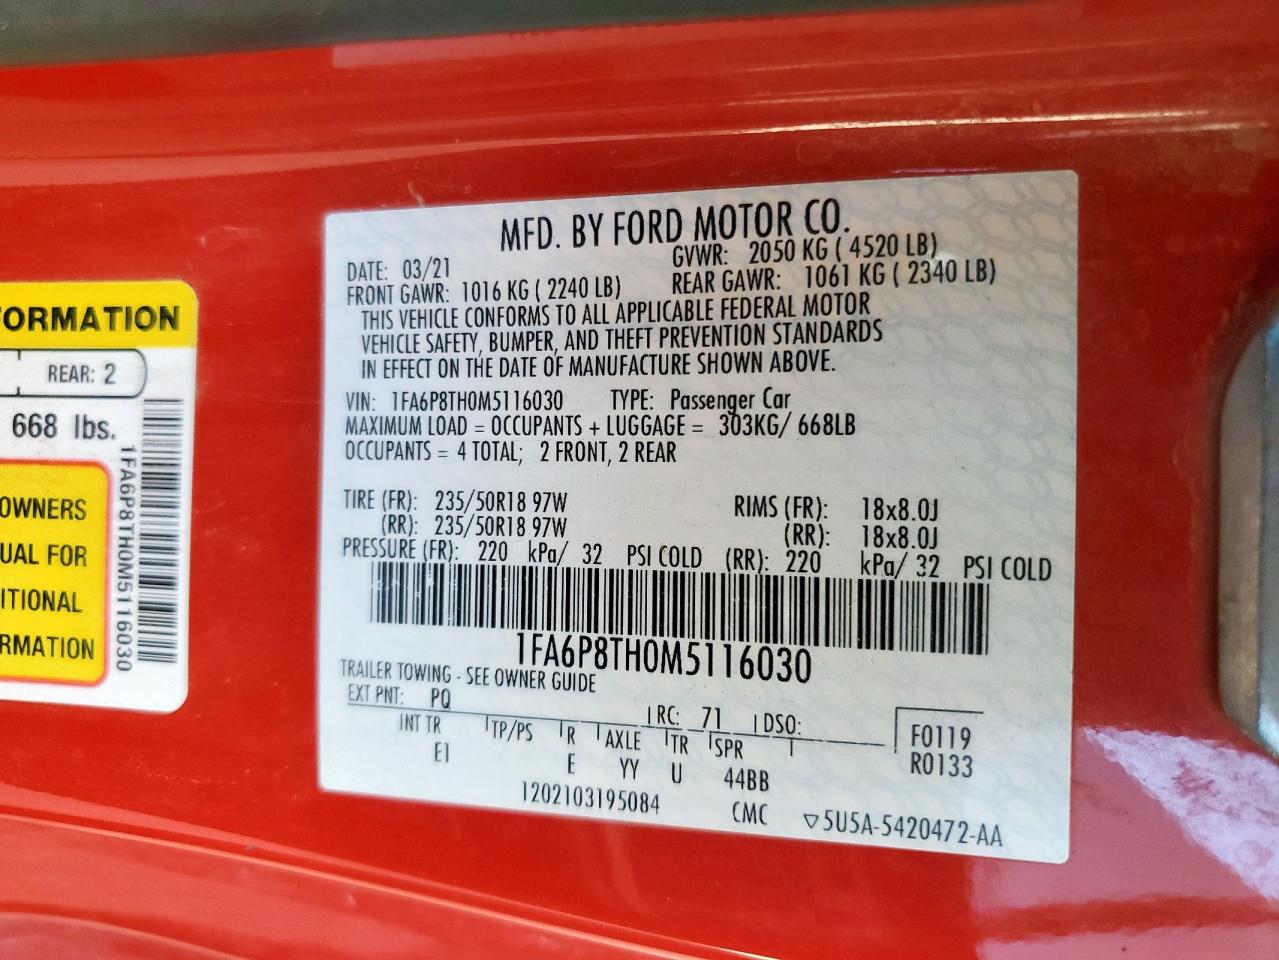 FORMATION
REAR: 2
668 lbs.
OWNERS
UAL FOR
ITIONAL
RMATION
1FA6P8TH0M5116030
MFD. BY FORD MOTOR CO.
DATE: 03/21 GVWR: 2050 KG ( 4520 LB)
FRONT GAWR: 1016 KG ( 2240 LB) REAR GAWR: 1061 KG ( 2340 LB)
THIS VEHICLE CONFORMS TO ALL APPLICABLE FEDERAL MOTOR
VEHICLE SAFETY, BUMPER, AND THEFT PREVENTION STANDARDS
IN EFFECT ON THE DATE OF MANUFACTURE SHOWN ABOVE.
VIN: 1FA6P8TH0M5116030 TYPE: Passenger Car
MAXIMUM LOAD = OCCUPANTS + LUGGAGE = 303KG/ 668LB
OCCUPANTS = 4 TOTAL; 2 FRONT, 2 REAR
TIRE (FR): 235/50R18 97W RIMS (FR): 18x8.0J
(RR): 235/50R18 97W (RR): 18x8.0J
PRESSURE (FR): 220 kPa/ 32 PSI COLD (RR): 220 kPa/ 32 PSI COLD
1FA6P8TH0M5116030
TRAILER TOWING - SEE OWNER GUIDE
EXT PNT: PQ RC: 71 DSO:
INT TR TP/PS R AXLE TR SPR F0119
EI E YY U 44BB R0133
1202103195084 CMC ▽5U5A-5420472-AA